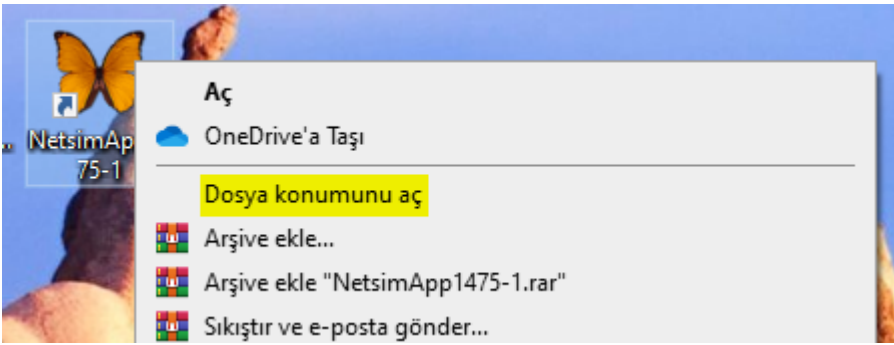 Aç
OneDrive'a Taşı
.. NetsimAp
75-1
Dosya konumunu aç
Arşive ekle...
Arşive ekle "NetsimApp1475-1.rar"
Sıkıştır ve e-posta gönder...